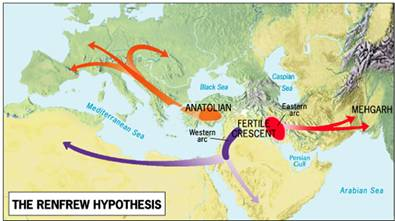 Black Sea
Caspian
Sea
ANATOLIAN
Eastern
arc
MEHGARH
FERTILE
CRESCENT
Western
arc
Mediterranean Sea
Persian
Gulf
Arabian Sea
THE RENFREW HYPOTHESIS